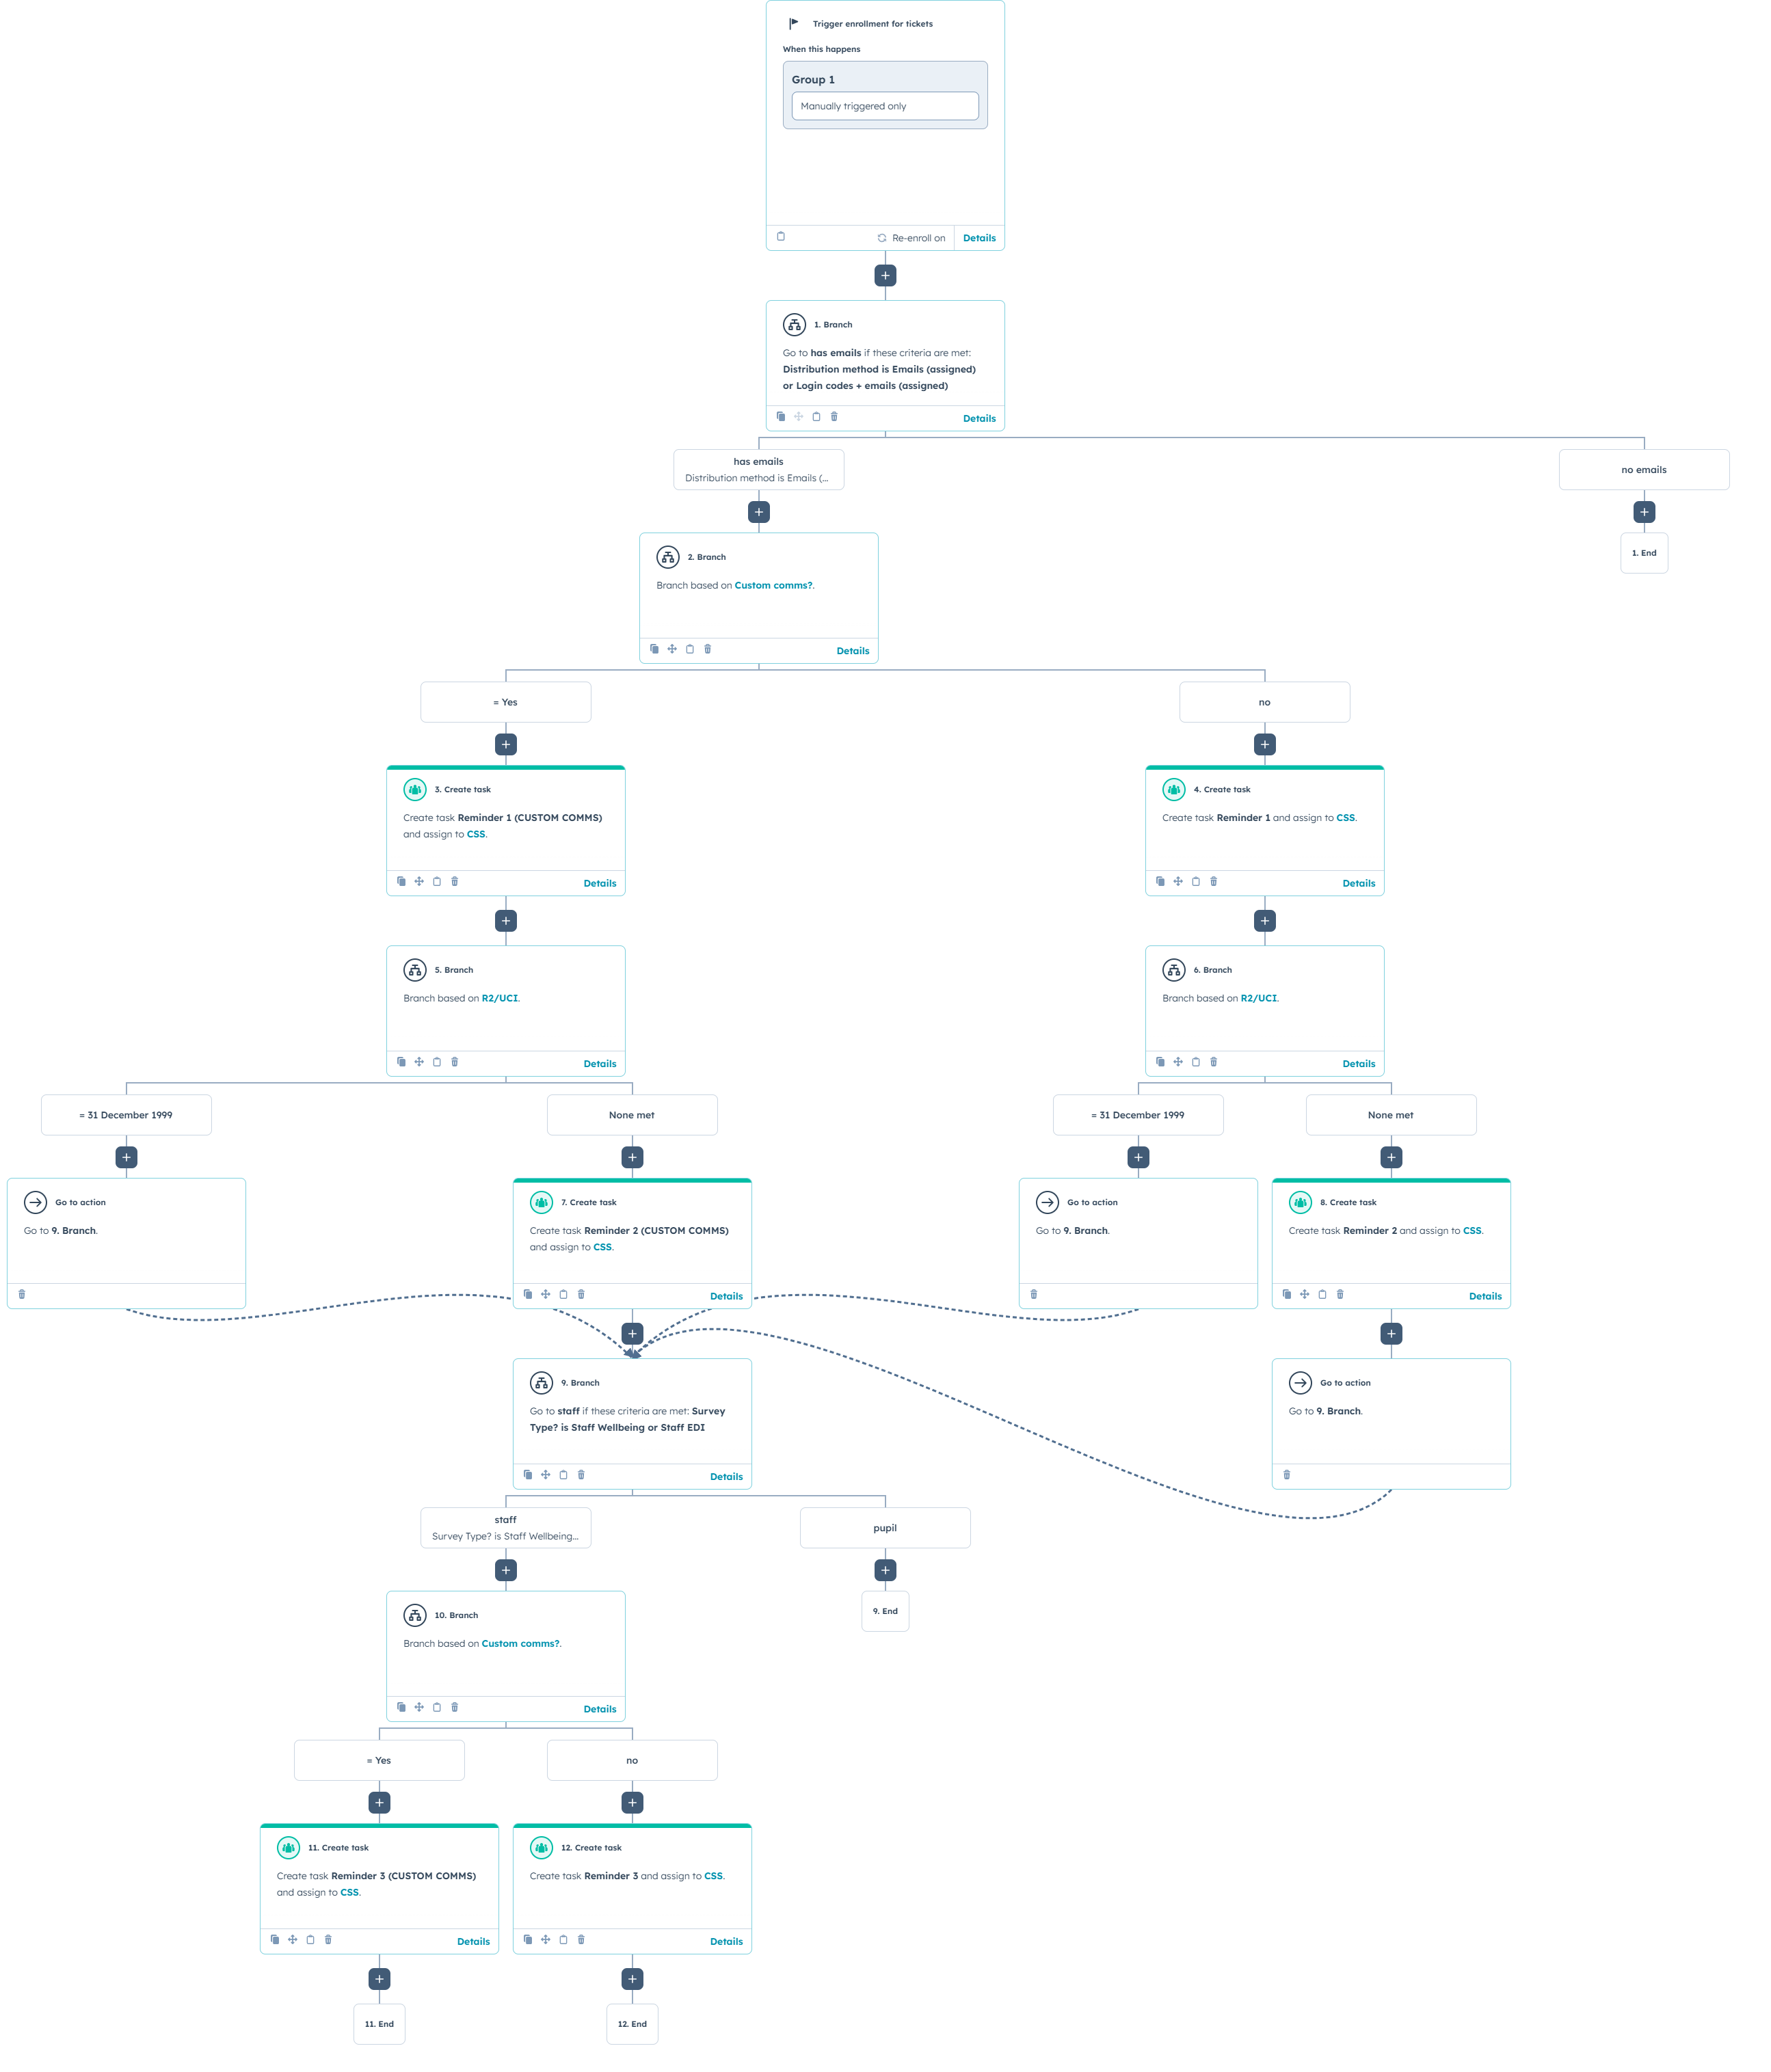 Trigger enrollment for tickets
When this happens
Group 1
Manually triggered only
Re-enroll on
Details
1. Branch
Go to has emails if these criteria are met:
Distribution method is Emails (assigned)
or Login codes + emails (assigned)
Details
has emails
Distribution method is Emails (...
no emails
1. End
2. Branch
Branch based on Custom comms?.
Details
= Yes
no
3. Create task
Create task Reminder 1 (CUSTOM COMMS)
and assign to CSS.
Details
4. Create task
Create task Reminder 1 and assign to CSS.
Details
5. Branch
Branch based on R2/UCI.
Details
6. Branch
Branch based on R2/UCI.
Details
= 31 December 1999
None met
= 31 December 1999
None met
Go to action
Go to 9. Branch.
7. Create task
Create task Reminder 2 (CUSTOM COMMS)
and assign to CSS.
Details
Go to action
Go to 9. Branch.
8. Create task
Create task Reminder 2 and assign to CSS.
Details
9. Branch
Go to staff if these criteria are met: Survey
Type? is Staff Wellbeing or Staff EDI
Details
Go to action
Go to 9. Branch.
staff
Survey Type? is Staff Wellbeing...
pupil
9. End
10. Branch
Branch based on Custom comms?.
Details
= Yes
no
11. Create task
Create task Reminder 3 (CUSTOM COMMS)
and assign to CSS.
Details
12. Create task
Create task Reminder 3 and assign to CSS.
Details
11. End
12. End